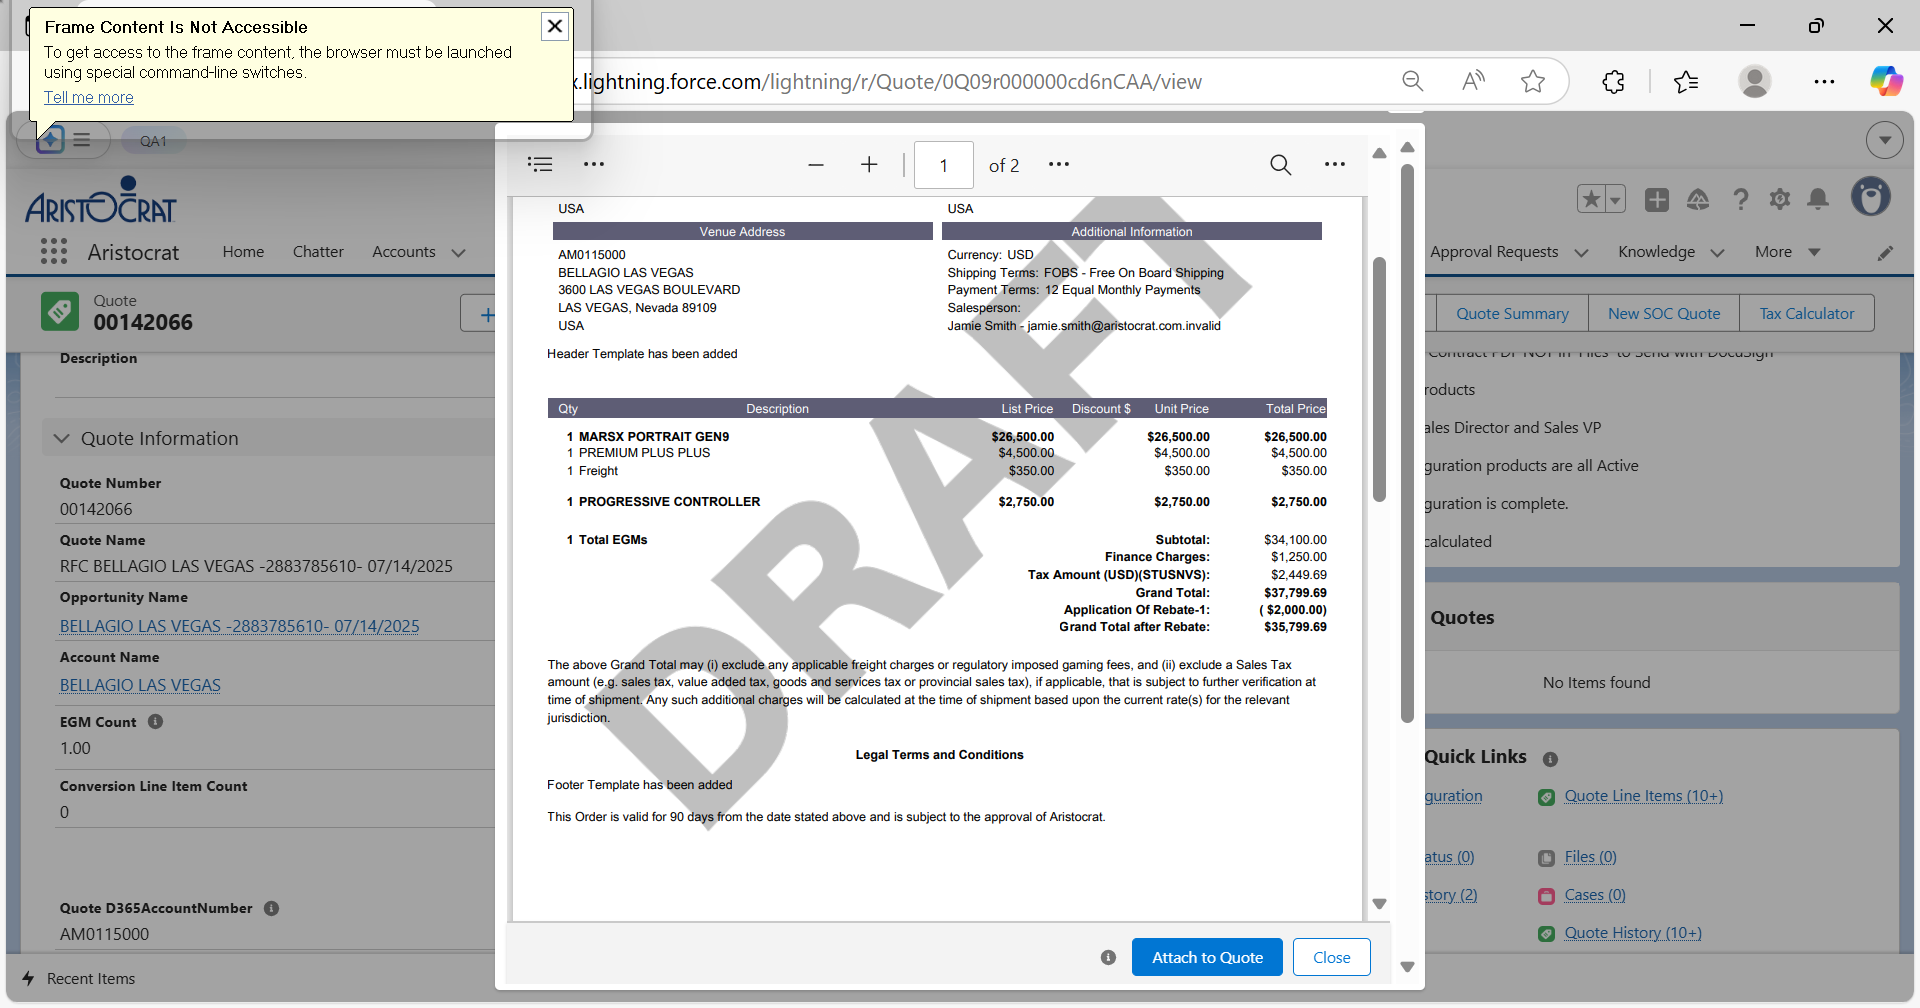 Frame Content Is Not Accessible
To get access to the frame content, the browser must be launched
using special command-line switches.
Tell me more
.lightning.force.com/lightning/r/Quote/0Q09r000000cd6nCAA/view
QA1
ARISTOCRAT
Aristocrat
Home
Chatter
Accounts
Approval Requests
Knowledge
More
Quote
00142066
Quote Summary
New SOC Quote
Tax Calculator
Description
Quote Information
Quote Number
00142066
Quote Name
RFC BELLAGIO LAS VEGAS -2883785610- 07/14/2025
Opportunity Name
BELLAGIO LAS VEGAS -2883785610- 07/14/2025
Account Name
BELLAGIO LAS VEGAS
EGM Count
1.00
Conversion Line Item Count
0
Quote D365AccountNumber
AM0115000
Recent Items
1 of 2
DRAFT
USA USA
Venue Address Additional Information
AM0115000
BELLAGIO LAS VEGAS
3600 LAS VEGAS BOULEVARD
LAS VEGAS, Nevada 89109
USA
Currency: USD
Shipping Terms: FOBS - Free On Board Shipping
Payment Terms: 12 Equal Monthly Payments
Salesperson:
Jamie Smith - jamie.smith@aristocrat.com.invalid
Header Template has been added
Qty Description List Price Discount $ Unit Price Total Price
1 MARSX PORTRAIT GEN9 $26,500.00 $26,500.00 $26,500.00
1 PREMIUM PLUS PLUS $4,500.00 $4,500.00 $4,500.00
1 Freight $350.00 $350.00 $350.00
1 PROGRESSIVE CONTROLLER $2,750.00 $2,750.00 $2,750.00
1 Total EGMs Subtotal: $34,100.00
Finance Charges: $1,250.00
Tax Amount (USD)(STUSNVS): $2,449.69
Grand Total: $37,799.69
Application Of Rebate-1: ( $2,000.00)
Grand Total after Rebate: $35,799.69
The above Grand Total may (i) exclude any applicable freight charges or regulatory imposed gaming fees, and (ii) exclude a Sales Tax
amount (e.g. sales tax, value added tax, goods and services tax or provincial sales tax), if applicable, that is subject to further verification at
time of shipment. Any such additional charges will be calculated at the time of shipment based upon the current rate(s) for the relevant
jurisdiction.
Legal Terms and Conditions
Footer Template has been added
This Order is valid for 90 days from the date stated above and is subject to the approval of Aristocrat.
Attach to Quote
Close
Contract PDF NOT in 'Files' to Send with DocuSign
roducts
ales Director and Sales VP
guration products are all Active
guration is complete.
calculated
Quotes
No Items found
Quick Links
guration
Quote Line Items (10+)
atus (0)
Files (0)
story (2)
Cases (0)
Quote History (10+)